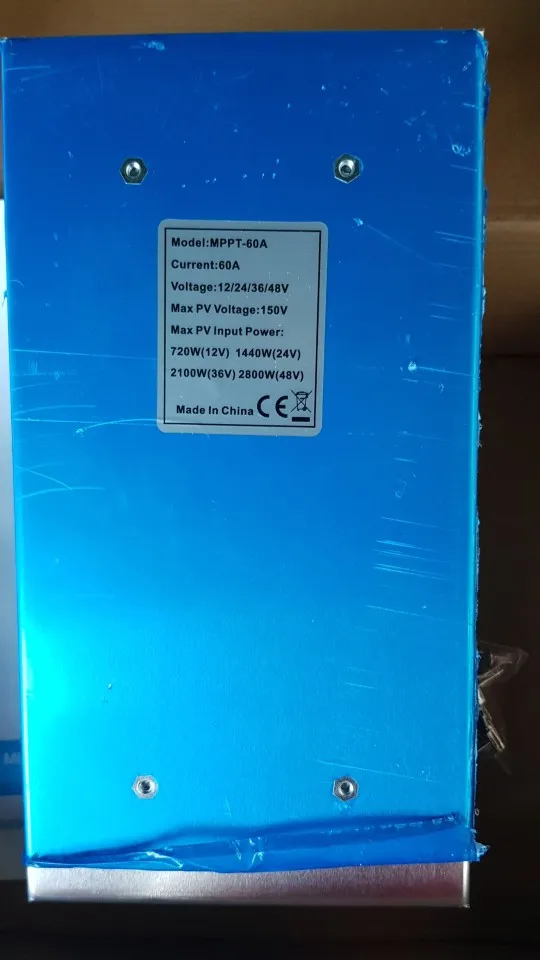 Model:MPPT-60A
Current:60A
Voltage:12/24/36/48V
Max PV Voltage:150V
Max PV Input Power:
720W(12V) 1440W(24V)
2100W(36V) 2800W(48V)
Made In China CE